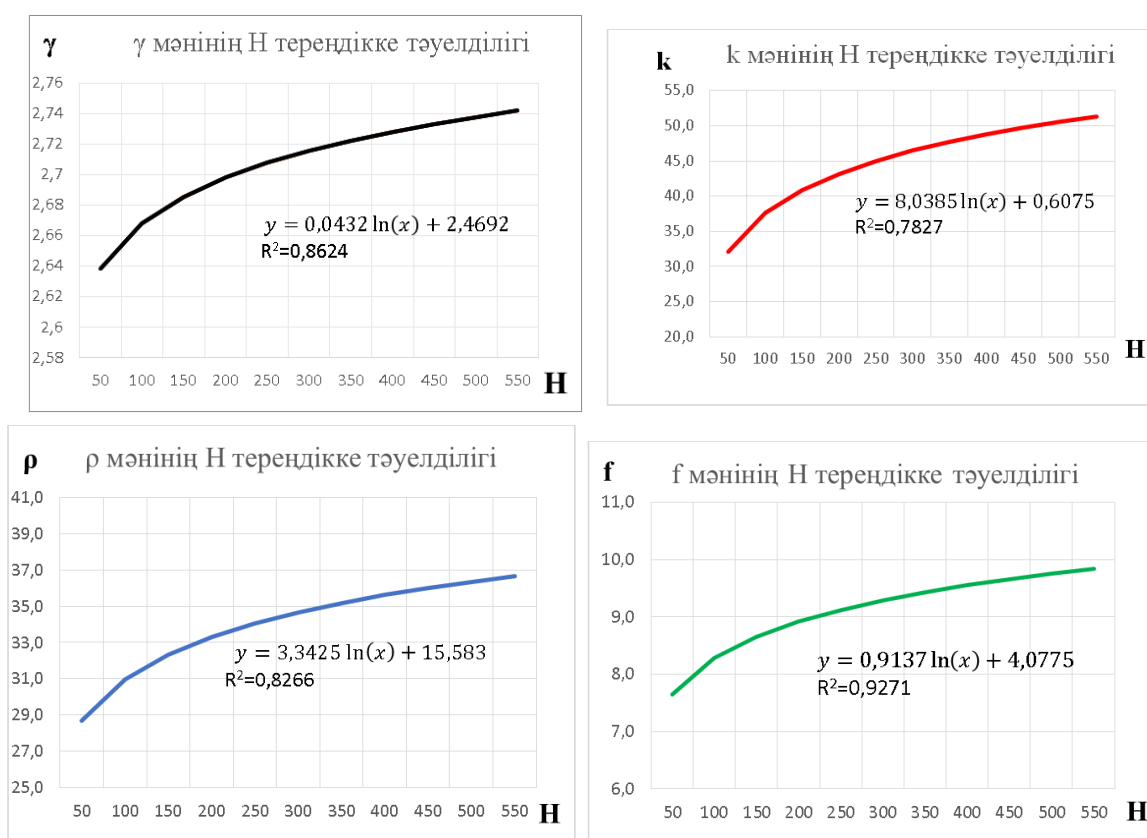 γ γ мәнінің H тереңдікке тәуелділігі
2,76
2,74
2,72
2,7
2,68
2,66
2,64
2,62
2,6
2,58
y = 0,0432 ln(x) + 2,4692
R²=0,8624
50 100 150 200 250 300 350 400 450 500 550 H
k k мәнінің H тереңдікке тәуелділігі
55,0
50,0
45,0
40,0
35,0
30,0
25,0
20,0
y = 8,0385 ln(x) + 0,6075
R²=0,7827
50 100 150 200 250 300 350 400 450 500 550 H
ρ ρ мәнінің H тереңдікке тәуелділігі
41,0
39,0
37,0
35,0
33,0
31,0
29,0
27,0
25,0
y = 3,3425 ln(x) + 15,583
R²=0,8266
50 100 150 200 250 300 350 400 450 500 550 H
f f мәнінің H тереңдікке тәуелділігі
11,0
10,0
9,0
8,0
7,0
6,0
y = 0,9137 ln(x) + 4,0775
R²=0,9271
50 100 150 200 250 300 350 400 450 500 550 H